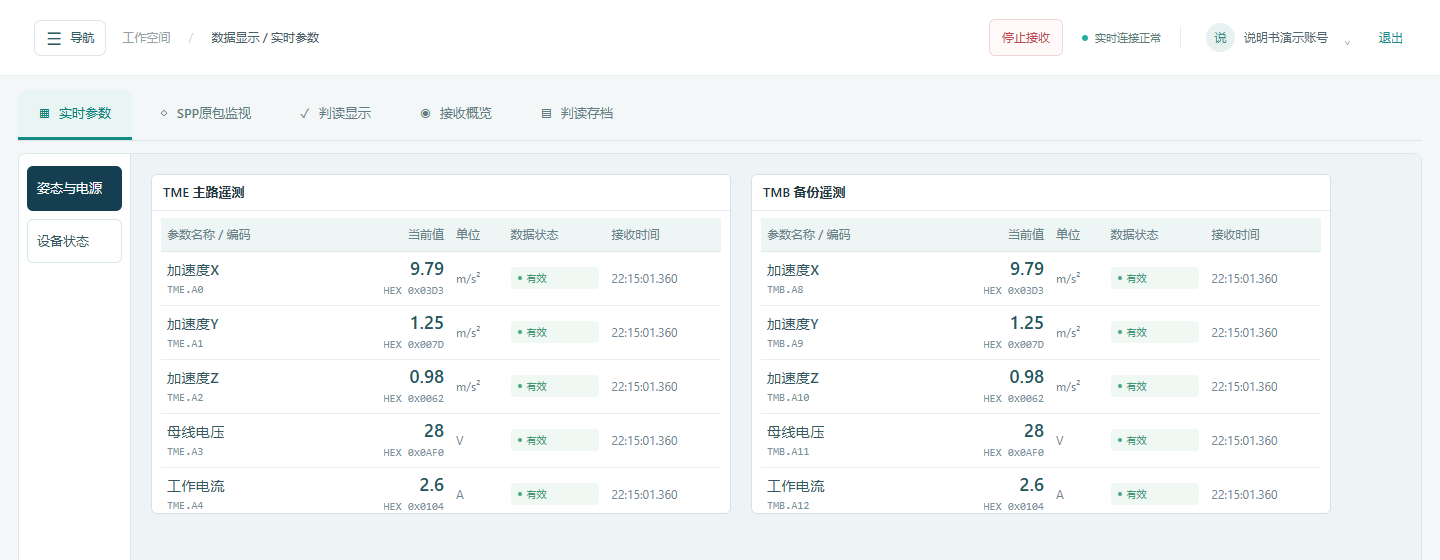 导航 工作空间 / 数据显示 / 实时参数 停止接收 实时连接正常 说 说明书演示账号 退出
实时参数 SPP原包监视 判读显示 接收概览 判读存档
姿态与电源
设备状态
TME 主路遥测
参数名称 / 编码 当前值 单位 数据状态 接收时间
加速度X 9.79 m/s² 有效 22:15:01.360
TME.A0 HEX 0x03D3
加速度Y 1.25 m/s² 有效 22:15:01.360
TME.A1 HEX 0x007D
加速度Z 0.98 m/s² 有效 22:15:01.360
TME.A2 HEX 0x0062
母线电压 28 V 有效 22:15:01.360
TME.A3 HEX 0x0AF0
工作电流 2.6 A 有效 22:15:01.360
TME.A4 HEX 0x0104
TMB 备份遥测
参数名称 / 编码 当前值 单位 数据状态 接收时间
加速度X 9.79 m/s² 有效 22:15:01.360
TMB.A8 HEX 0x03D3
加速度Y 1.25 m/s² 有效 22:15:01.360
TMB.A9 HEX 0x007D
加速度Z 0.98 m/s² 有效 22:15:01.360
TMB.A10 HEX 0x0062
母线电压 28 V 有效 22:15:01.360
TMB.A11 HEX 0x0AF0
工作电流 2.6 A 有效 22:15:01.360
TMB.A12 HEX 0x0104